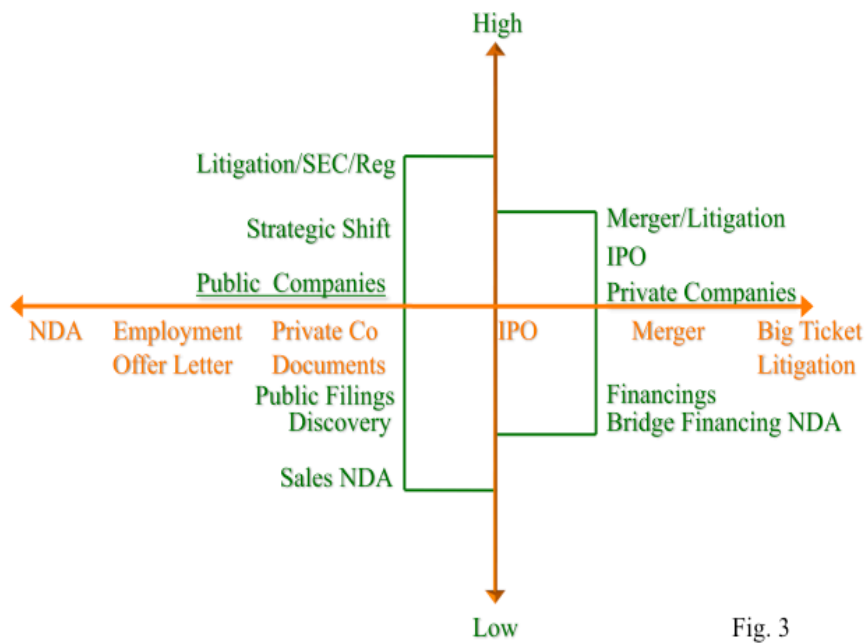 High
Litigation/SEC/Reg
Strategic Shift
Merger/Litigation
IPO
Public Companies
Private Companies
NDA
Employment
Offer Letter
Private Co
Documents
IPO
Merger
Big Ticket
Litigation
Public Filings
Discovery
Financings
Bridge Financing NDA
Sales NDA
Low
Fig. 3